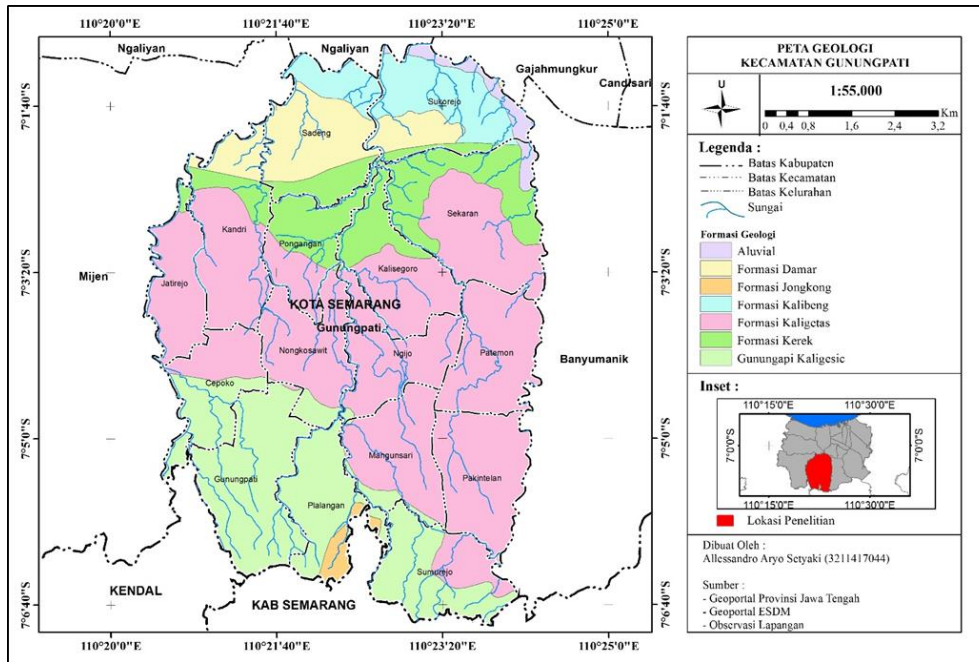 110°20'0"E 110°21'40"E 110°23'20"E 110°25'0"E
Ngaliyan
Ngaliyan
Gajahmungkur
Candisari
7°1'40"S
7°1'40"S
Sukorejo
Sadeng
Sekaran
Kandri
Pongangan
Kalisegoro
7°3'20"S
Mijen
7°3'20"S
Jatirejo
KOTA SEMARANG
Gunungpati
Nongkosawit
Ngijo
Patemon
Banyumanik
Cepoko
7°5'0"S
7°5'0"S
Mangunsari
Gunungpati
Pakintelan
Plalangan
Sumorejo
KENDAL
KAB SEMARANG
7°6'40"S
7°6'40"S
110°20'0"E 110°21'40"E 110°23'20"E 110°25'0"E
PETA GEOLOGI
KECAMATAN GUNUNGPATI
U
1:55.000
Km
0 0,4 0,8 1,6 2,4 3,2
Legenda :
Batas Kabupaten
Batas Kecamatan
Batas Kelurahan
Sungai
Formasi Geologi
Aluvial
Formasi Damar
Formasi Jongkong
Formasi Kalibeng
Formasi Kaligetas
Formasi Kerek
Gunungapi Kaligesic
Inset :
110°15'0"E 110°30'0"E
7°0'0"S
7°0'0"S
110°15'0"E 110°30'0"E
Lokasi Penelitian
Dibuat Oleh :
Allessandro Aryo Setyaki (3211417044)
Sumber :
- Geoportal Provinsi Jawa Tengah
- Geoportal ESDM
- Observasi Lapangan